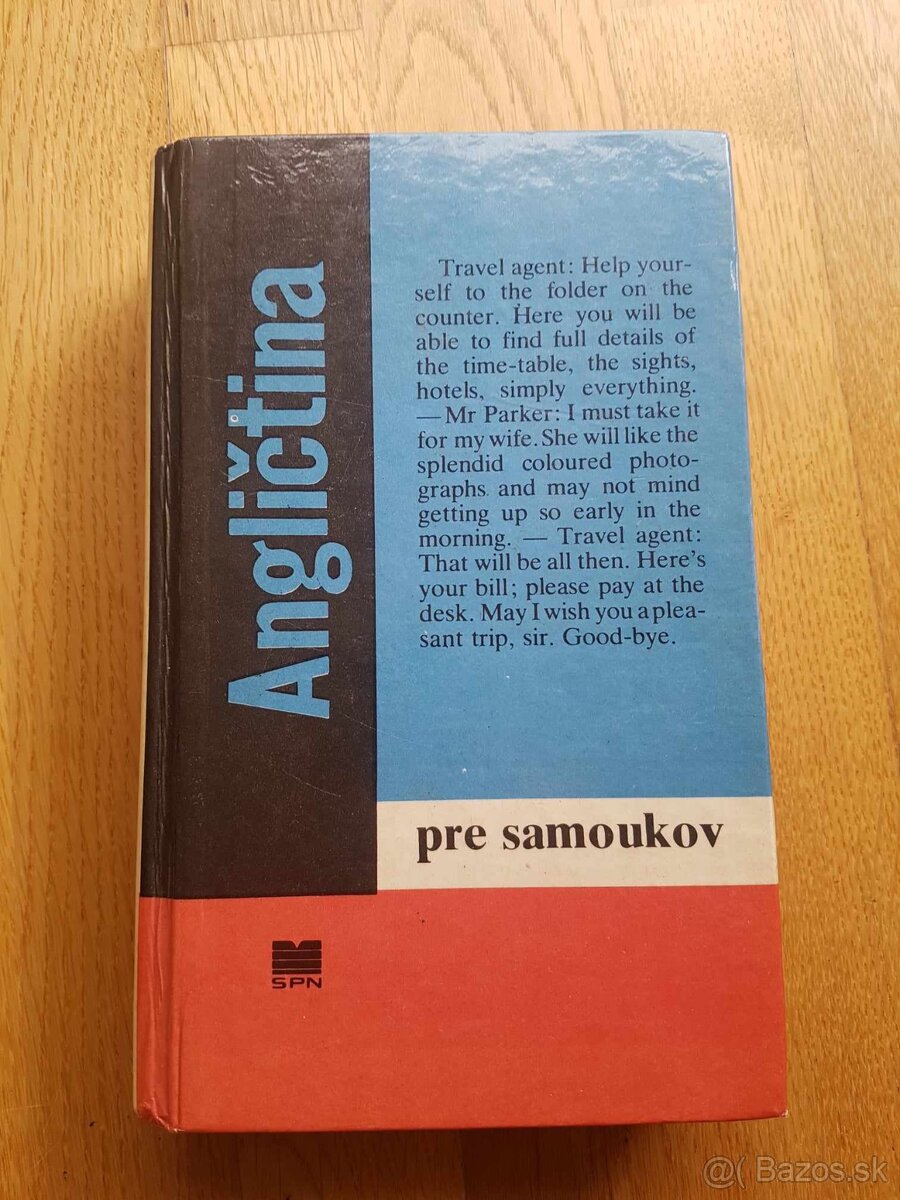 Angličtina
Travel agent: Help your-
self to the folder on the
counter. Here you will be
able to find full details of
the time-table, the sights,
hotels, simply everything.
— Mr Parker: I must take it
for my wife. She will like the
splendid coloured photo-
graphs and may not mind
getting up so early in the
morning. — Travel agent:
That will be all then. Here's
your bill; please pay at the
desk. May I wish you a plea-
sant trip, sir. Good-bye.
pre samoukov
SPN
@( Bazos.sk